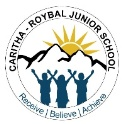 CARITHA - ROYBAL JUNIOR SCHOOL
Receive | Believe | Achieve